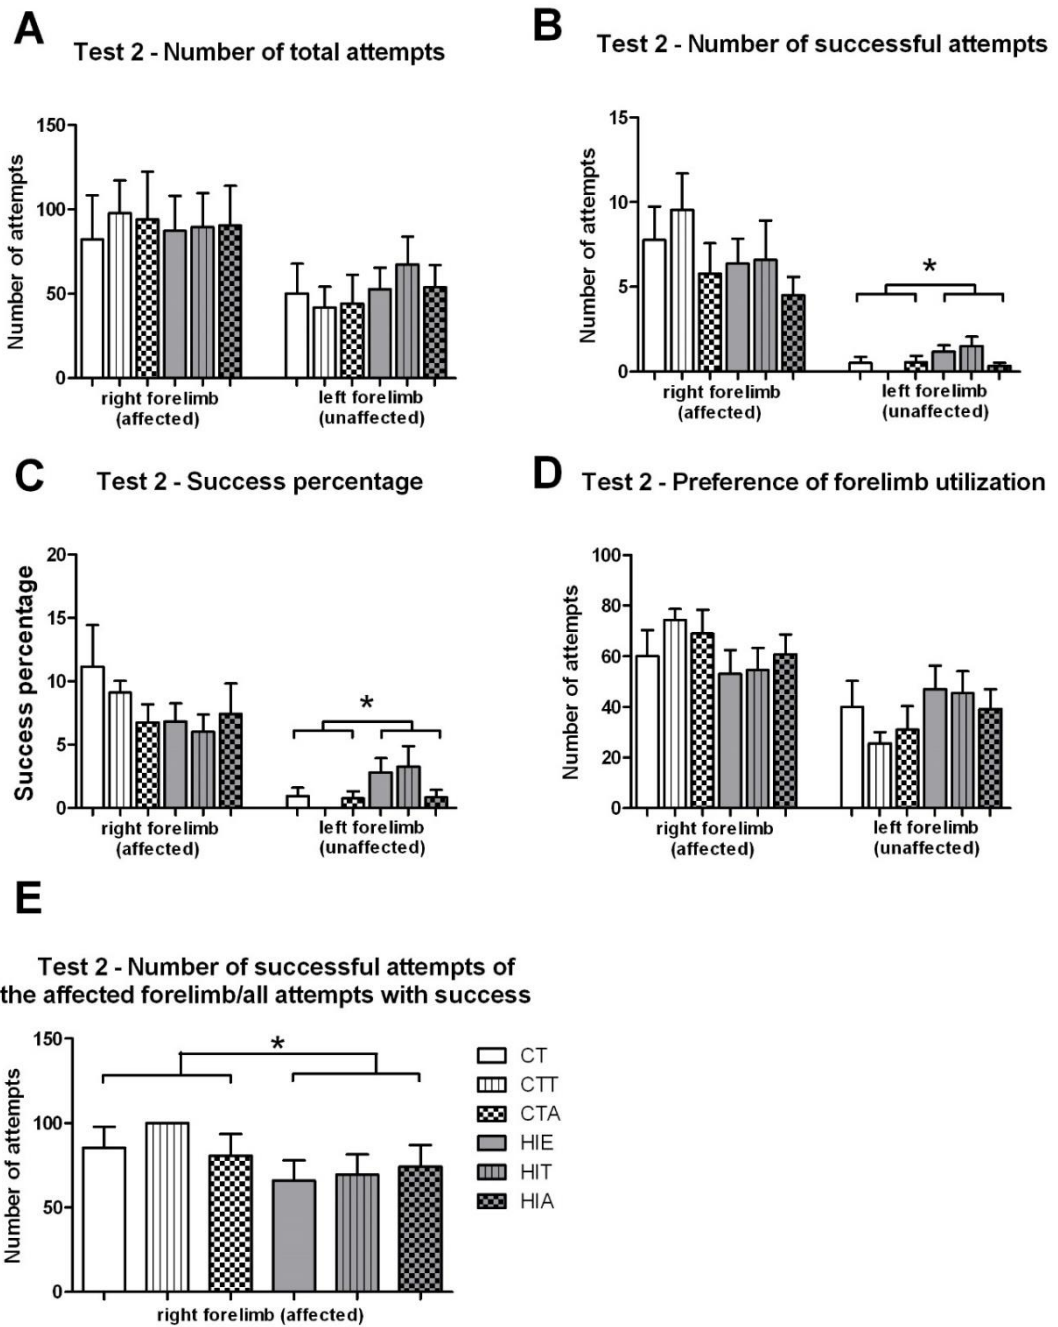 A
Test 2 - Number of total attempts
Number of attempts
150
100
50
0
right forelimb
(affected)
left forelimb
(unaffected)
B
Test 2 - Number of successful attempts
Number of attempts
15
10
5
0
*
right forelimb
(affected)
left forelimb
(unaffected)
C
Test 2 - Success percentage
Success percentage
20
15
10
5
0
*
right forelimb
(affected)
left forelimb
(unaffected)
D
Test 2 - Preference of forelimb utilization
Number of attempts
100
80
60
40
20
0
right forelimb
(affected)
left forelimb
(unaffected)
E
Test 2 - Number of successful attempts of
the affected forelimb/all attempts with success
Number of attempts
150
100
50
0
*
right forelimb (affected)
CT
CTT
CTA
HIE
HIT
HIA